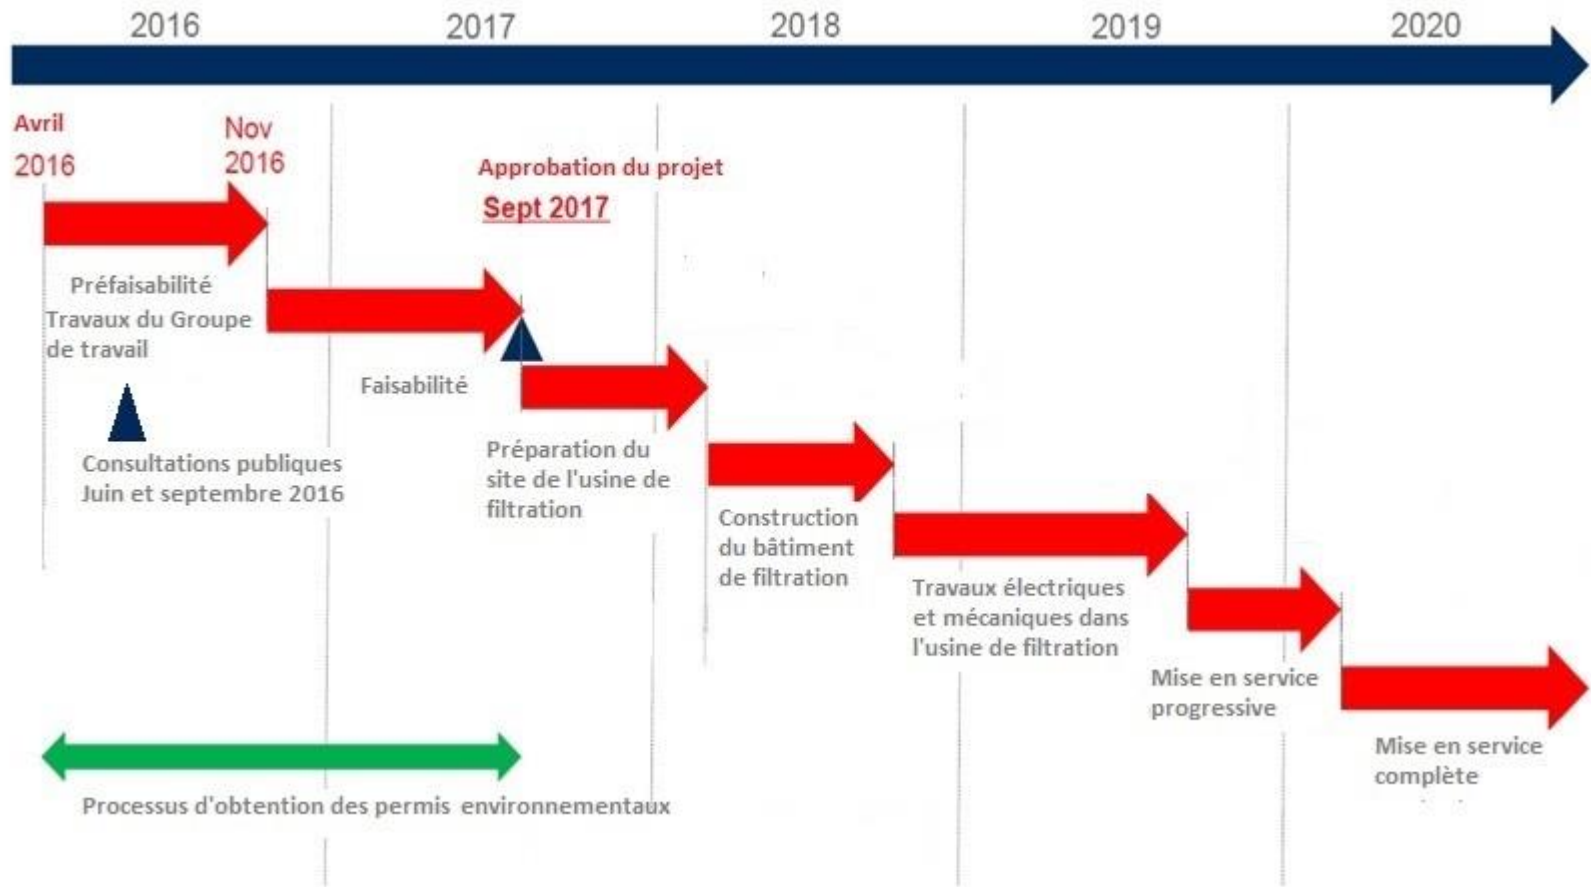 2016 2017 2018 2019 2020
Avril
2016
Nov
2016
Approbation du projet
Sept 2017
Préfaisabilité
Travaux du Groupe
de travail
Faisabilité
Consultations publiques
Juin et septembre 2016
Préparation du
site de l'usine de
filtration
Construction
du bâtiment
de filtration
Travaux électriques
et mécaniques dans
l'usine de filtration
Mise en service
progressive
Mise en service
complète
Processus d'obtention des permis environnementaux